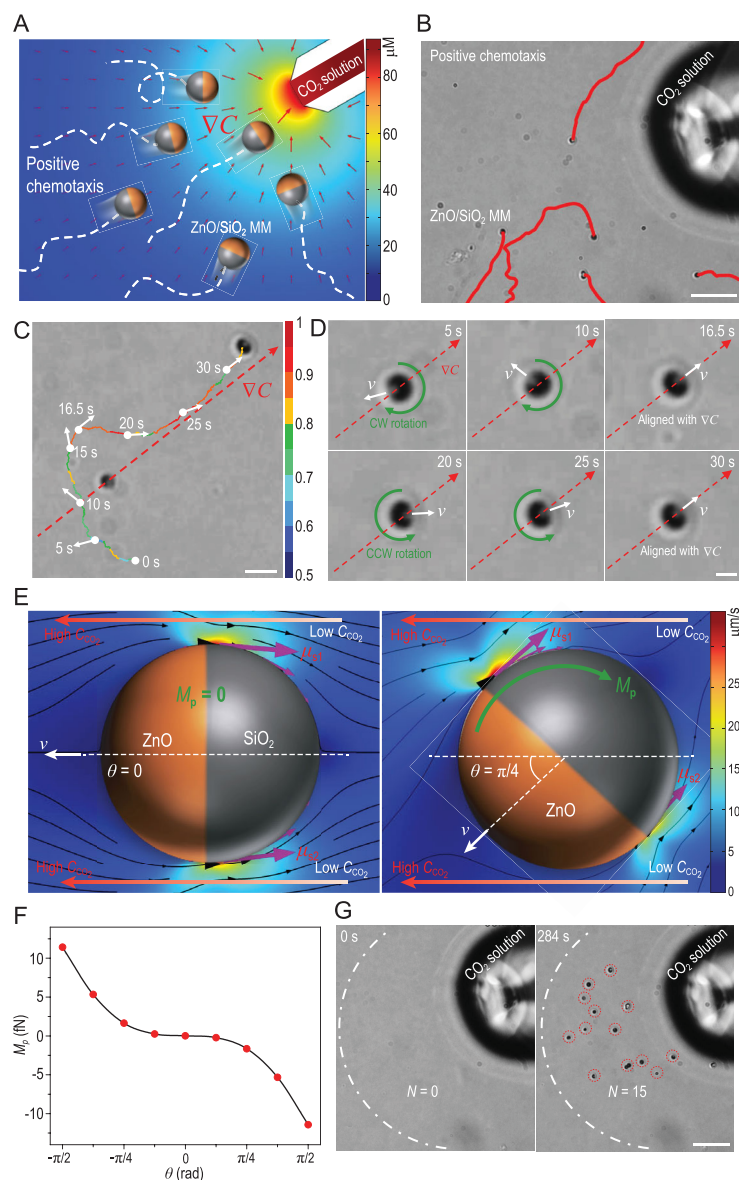 A
μM
80
60
40
20
0
CO2 solution
∇C
Positive
chemotaxis
ZnO/SiO2 MM
B
Positive chemotaxis
CO2 solution
ZnO/SiO2 MM
C
1
0.9
0.8
0.7
0.6
0.5
30 s
∇C
16.5 s
20 s
25 s
15 s
10 s
5 s
0 s
D
5 s
∇C
v
CW rotation
10 s
v
16.5 s
v
Aligned with ∇C
20 s
v
CCW rotation
25 s
v
30 s
v
Aligned with ∇C
E
High CCO2
Low CCO2
μs1
Mp = 0
ZnO
SiO2
v
θ = 0
μs2
High CCO2
Low CCO2
High CCO2
Low CCO2
μs1
Mp
θ = π/4
μs2
ZnO
v
High CCO2
Low CCO2
μm/s
30
25
20
15
10
5
0
F
10
5
0
-5
-10
Mp (fN)
-π/2
-π/4
0
π/4
π/2
θ (rad)
G
0 s
CO2 solution
N = 0
284 s
CO2 solution
N = 15